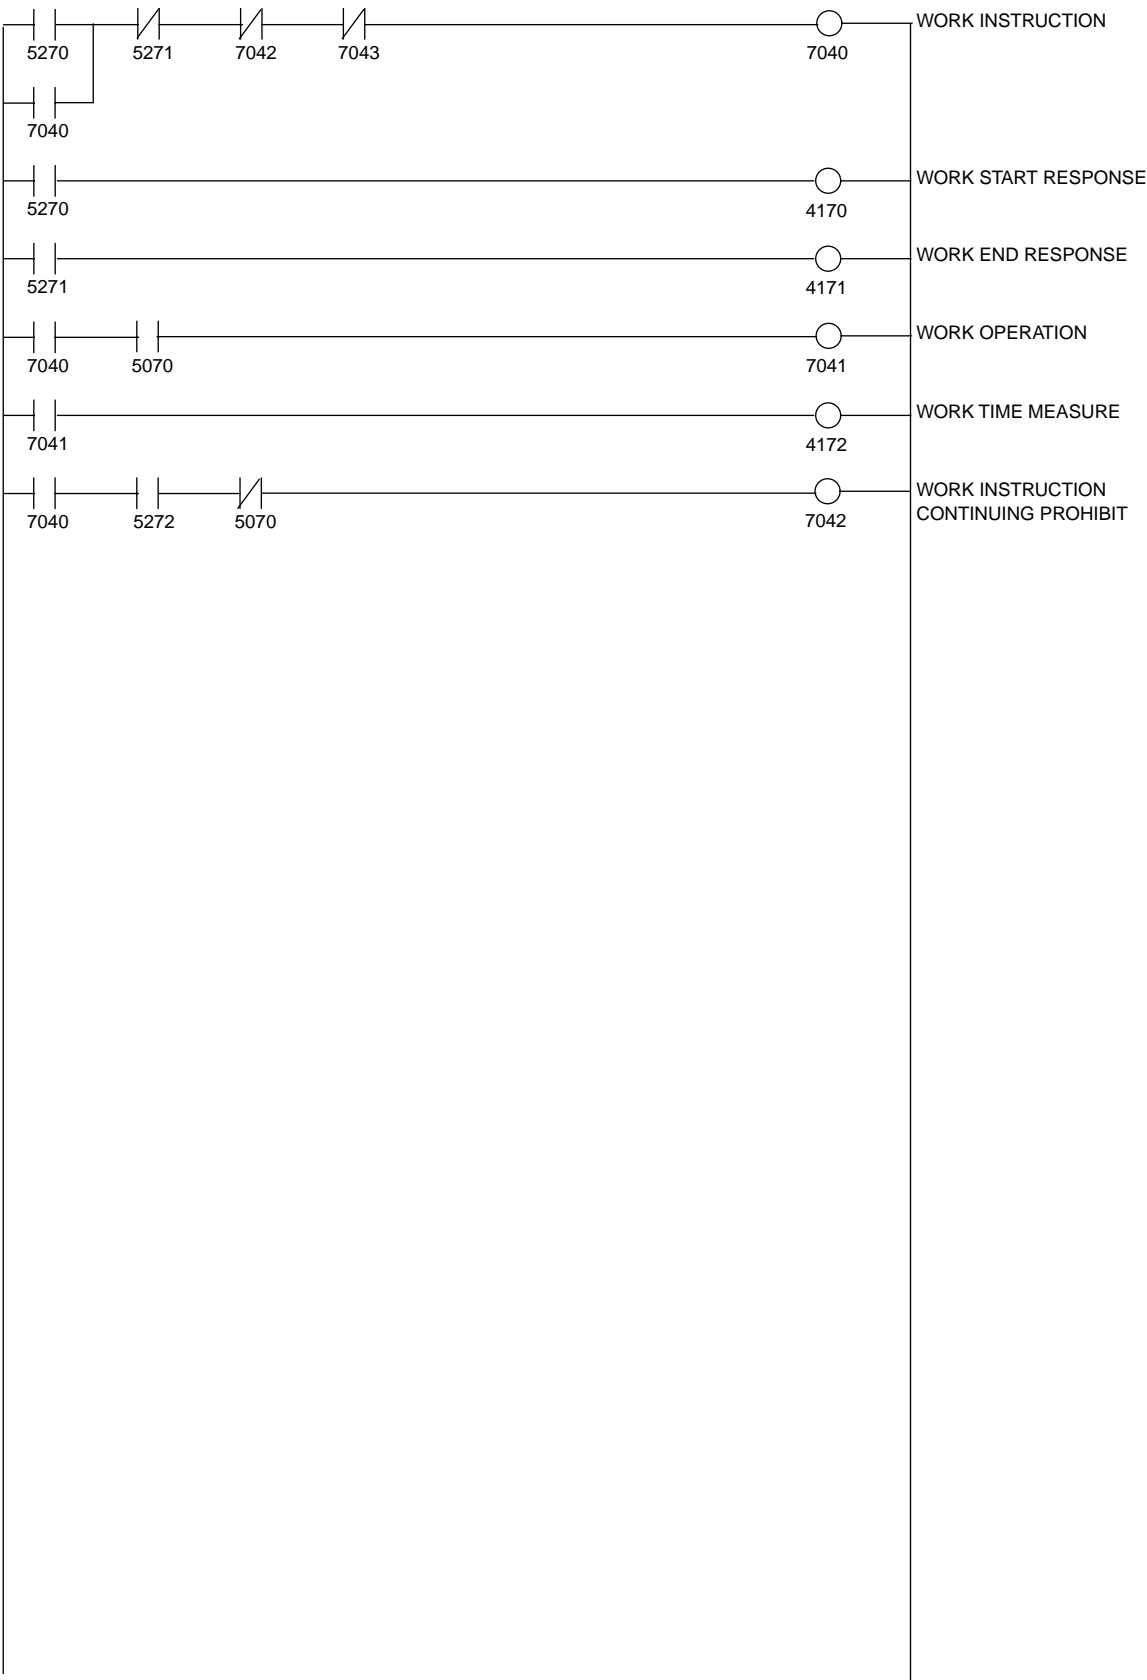 WORK INSTRUCTION
5270 5271 7042 7043 7040
7040
WORK START RESPONSE
5270 4170
WORK END RESPONSE
5271 4171
WORK OPERATION
7040 5070 7041
WORK TIME MEASURE
7041 4172
WORK INSTRUCTION
CONTINUING PROHIBIT
7040 5272 5070 7042